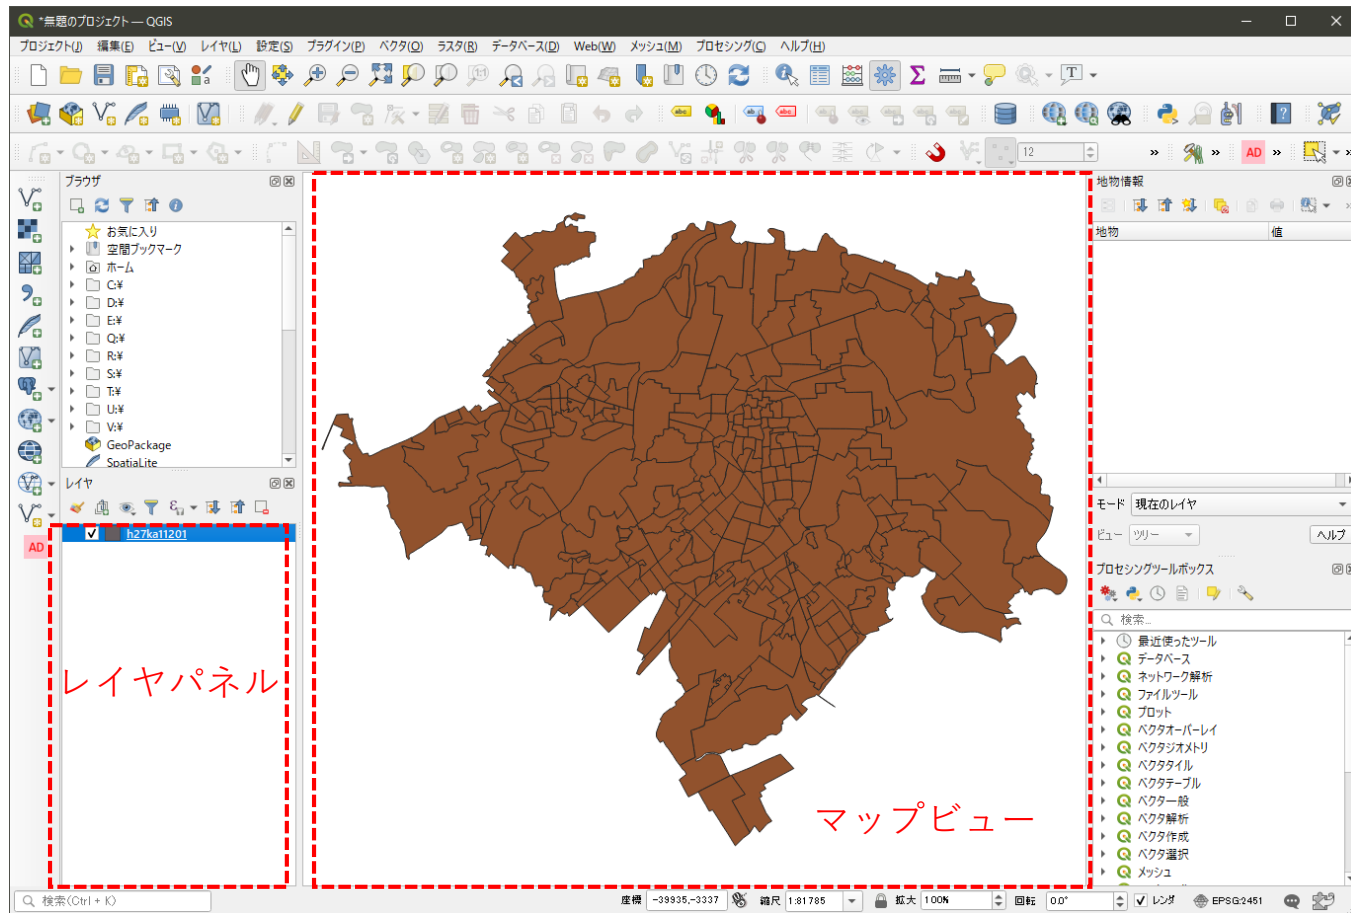 *無題のプロジェクト — QGIS
プロジェクト(J) 編集(E) ビュー(V) レイヤ(L) 設定(S) プラグイン(P) ベクタ(O) ラスタ(R) データベース(D) Web(W) メッシュ(M) プロセシング(C) ヘルプ(H)
12
AD
ブラウザ
お気に入り
空間ブックマーク
ホーム
C:¥
D:¥
E:¥
Q:¥
R:¥
S:¥
T:¥
U:¥
V:¥
GeoPackage
SpatiaLite
レイヤ
h27ka11201
AD
レイヤパネル
マップビュー
地物情報
地物 値
モード 現在のレイヤ
ビュー ツリー ヘルプ
プロセシングツールボックス
検索...
最近使ったツール
データベース
ネットワーク解析
ファイルツール
プロット
ベクタオーバーレイ
ベクタジオメトリ
ベクタタイル
ベクタテーブル
ベクタ一般
ベクタ解析
ベクタ作成
ベクタ選択
メッシュ
検索(Ctrl + K) 座標 -39935,-3337 縮尺 1:81785 拡大 100% 回転 0.0° レンダ EPSG:2451